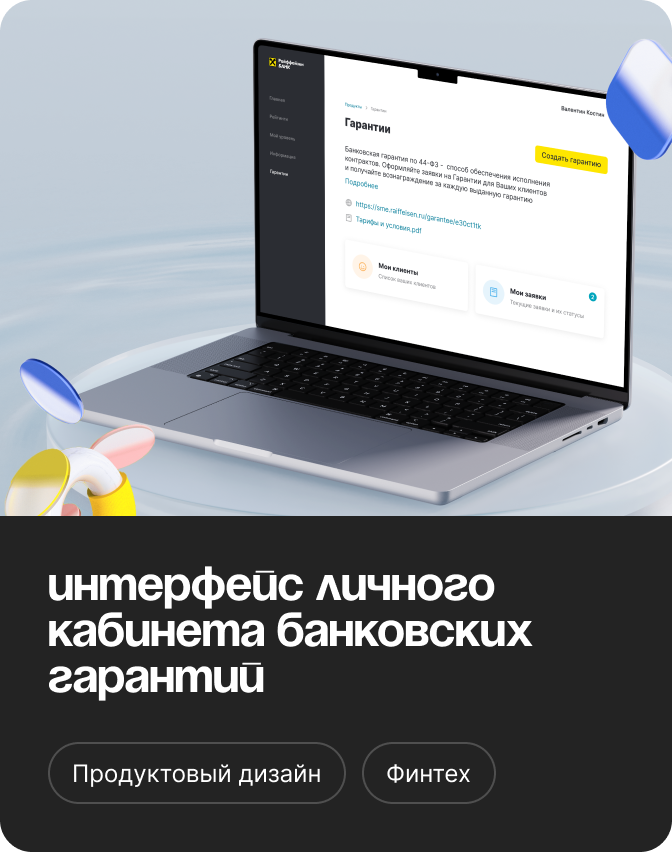 Райффайзен
БАНК
Главная
Рейтинги
Мой уровень
Информация
Гарантии
Продукты
Гарантии
Валентин Костин
Гарантии
Создать гарантию
Банковская гарантия по 44-ФЗ - способ обеспечения исполнения
контрактов. Оформляйте заявки на Гарантии для Ваших клиентов
и получайте вознаграждение за каждую выданную гарантию
Подробнее
https://sme.raiffeisen.ru/garantee/e30ct1tk
Тарифы и условия.pdf
Мои клиенты
Список ваших клиентов
Мои заявки
Текущие заявки и их статусы
2
интерфейс личного
кабинета банковских
гарантий
Продуктовый дизайн Финтех